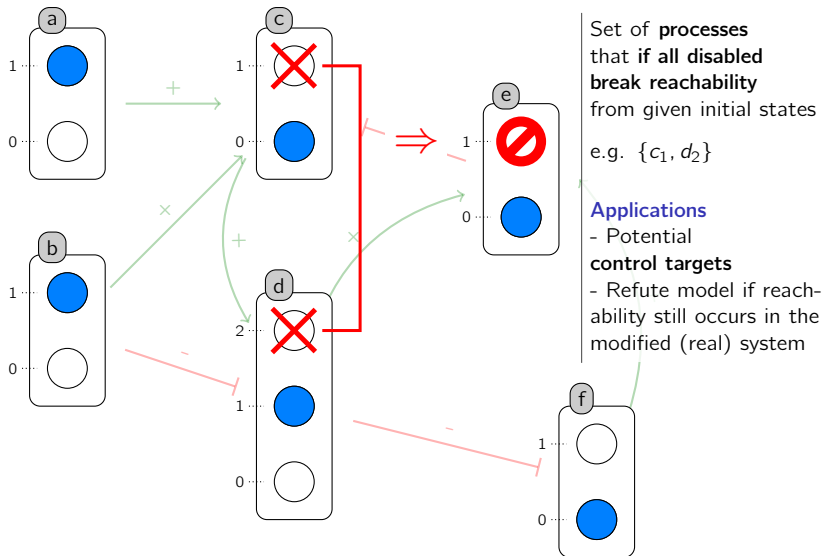 a
1
0
b
1
0
c
1
0
d
2
1
0
e
1
0
f
1
0
+
×
+
×
-
-
⇒
Set of processes
that if all disabled
break reachability
from given initial states
e.g. {c₁, d₂}
Applications
- Potential
control targets
- Refute model if reach-
ability still occurs in the
modified (real) system